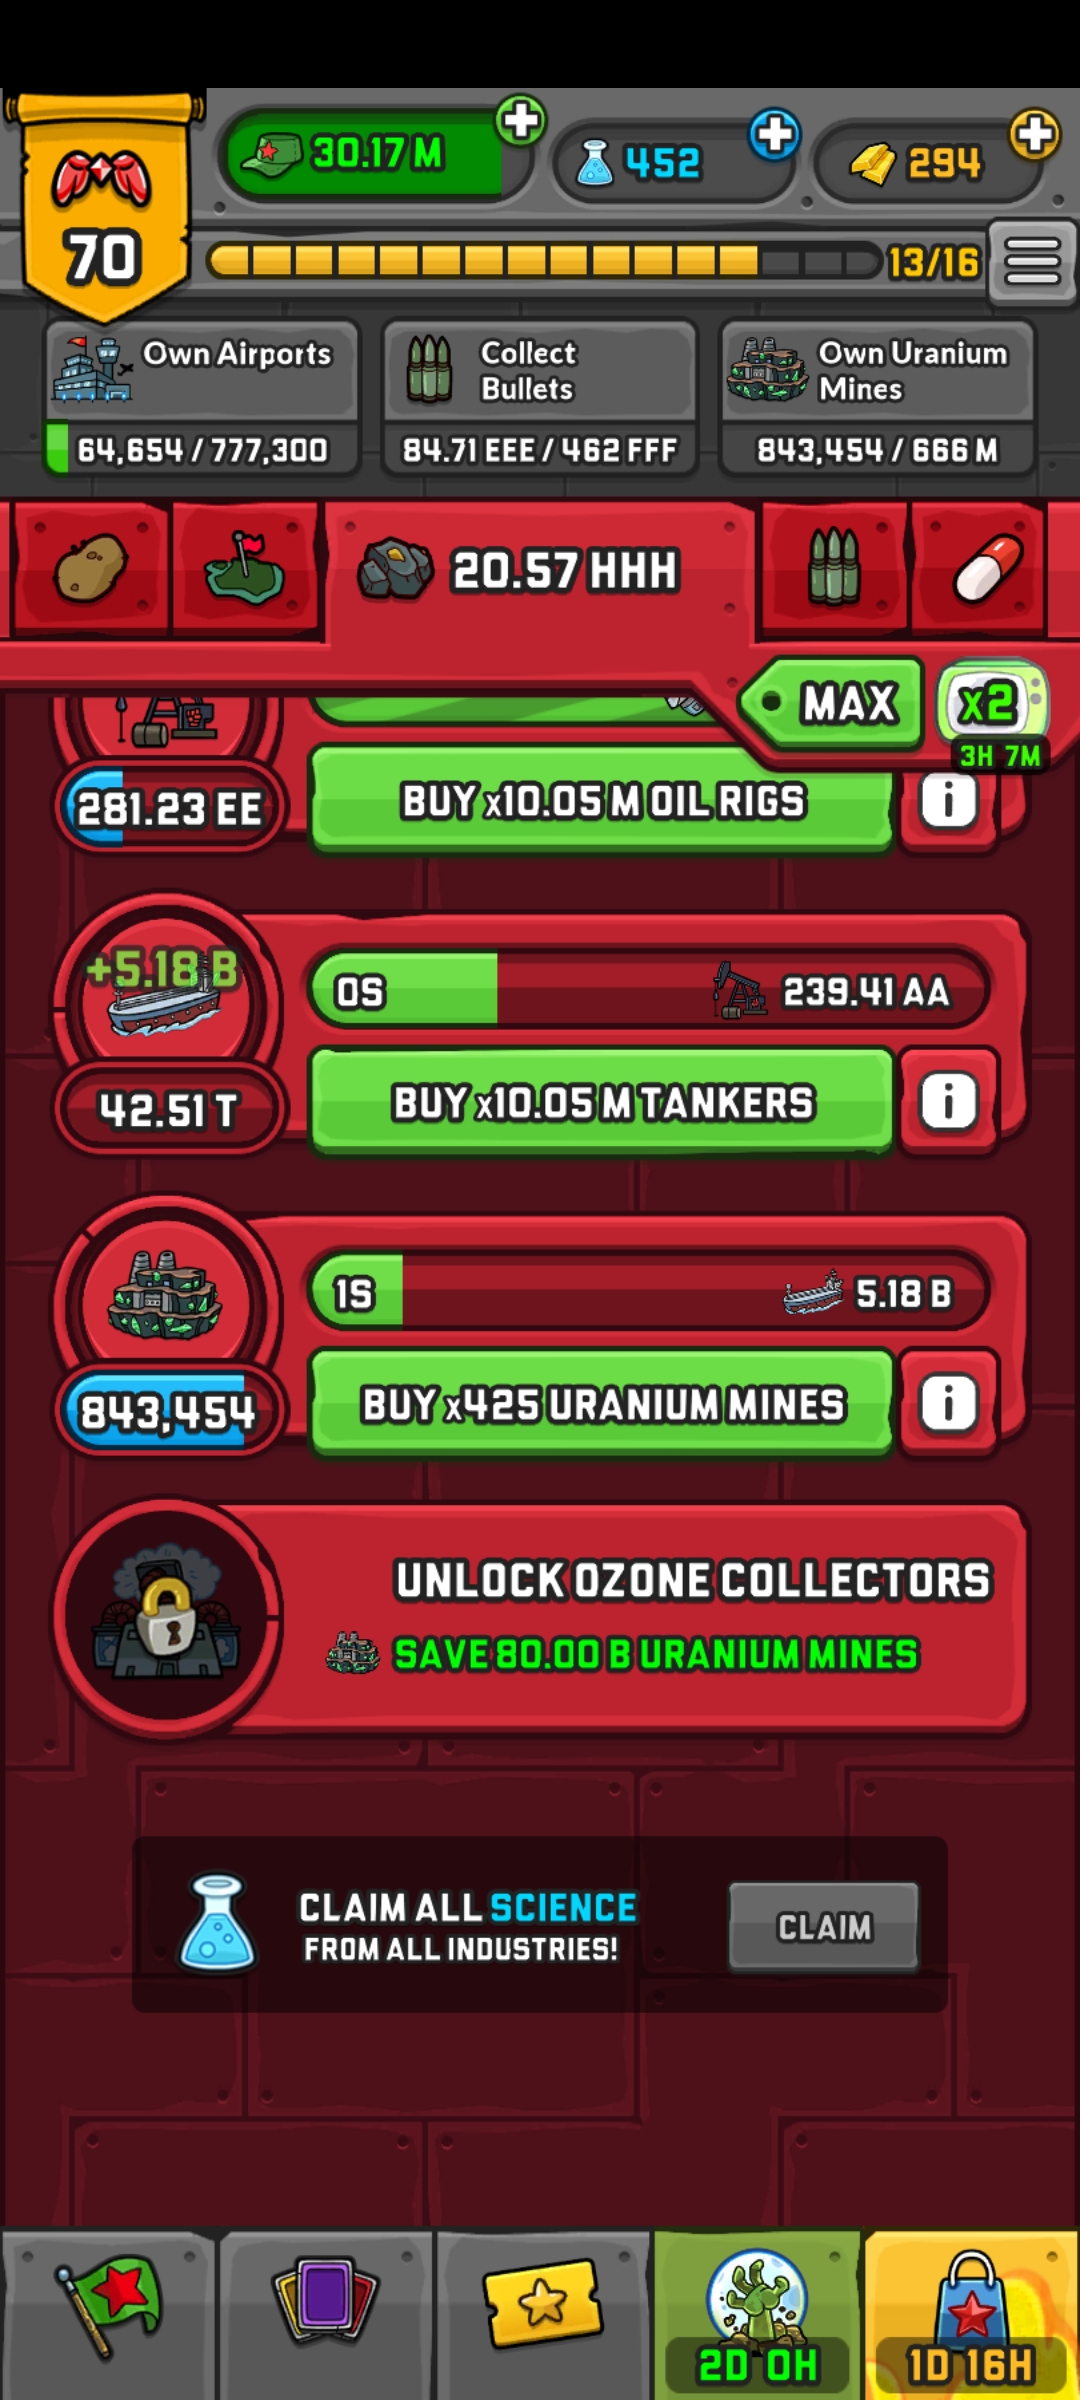 70
30.17 M
452
294
13/16
Own Airports
64,654 / 777,300
Collect
Bullets
84.71 EEE / 462 FFF
Own Uranium
Mines
843,454 / 666 M
20.57 HHH
MAX
x2
3H 7M
281.23 EE
BUY x10.05 M OIL RIGS
i
+5.18 B
0S
239.41 AA
42.51 T
BUY x10.05 M TANKERS
i
1S
5.18 B
843,454
BUY x425 URANIUM MINES
i
UNLOCK OZONE COLLECTORS
SAVE 80.00 B URANIUM MINES
CLAIM ALL SCIENCE
FROM ALL INDUSTRIES!
CLAIM
2D 0H
1D 16H